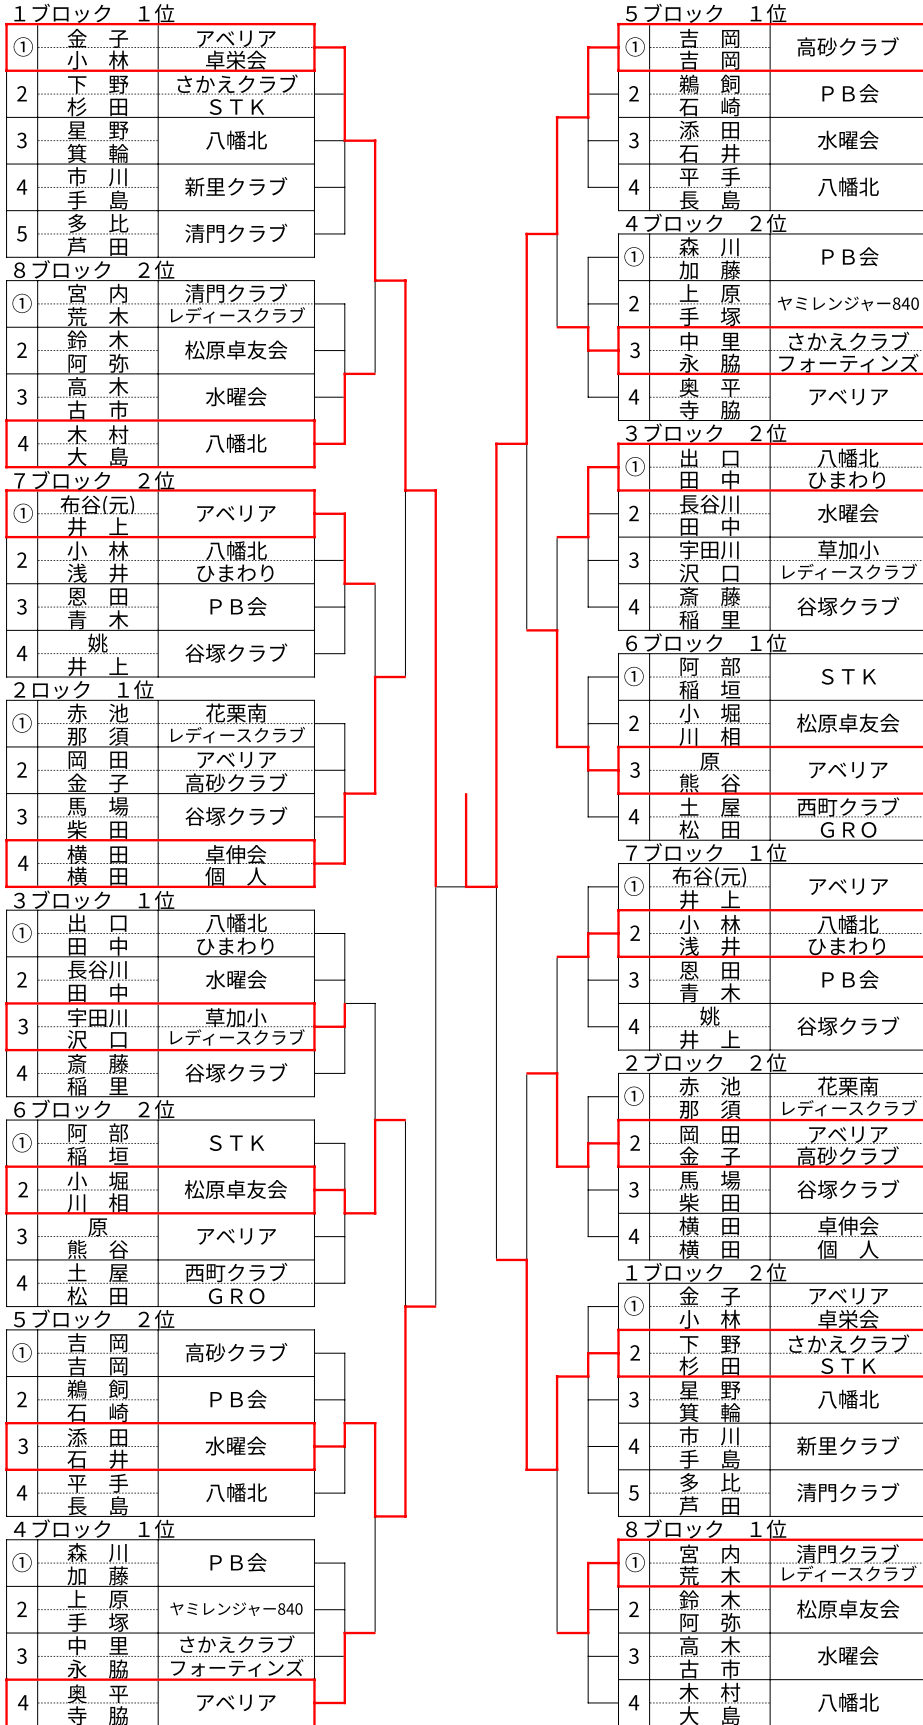 １ブロック　１位
① 金　子 アベリア
小　林 卓栄会
2 下　野 さかえクラブ
杉　田 ＳＴＫ
3 星　野 八幡北
箕　輪
4 市　川 新里クラブ
手　島
5 多　比 清門クラブ
芦　田
８ブロック　２位
① 宮　内 清門クラブ
荒　木 レディースクラブ
2 鈴　木 松原卓友会
阿　弥
3 高　木 水曜会
古　市
4 木　村 八幡北
大　島
７ブロック　２位
① 布谷(元) アベリア
井　上
2 小　林 八幡北
浅　井 ひまわり
3 恩　田 ＰＢ会
青　木
4 姚 谷塚クラブ
井　上
２ロック　１位
① 赤　池 花栗南
那　須 レディースクラブ
2 岡　田 アベリア
金　子 高砂クラブ
3 馬　場 谷塚クラブ
柴　田
4 横　田 卓伸会
横　田 個　人
３ブロック　１位
① 出　口 八幡北
田　中 ひまわり
2 長谷川 水曜会
田　中
3 宇田川 草加小
沢　口 レディースクラブ
4 斎　藤 谷塚クラブ
稲　里
６ブロック　２位
① 阿　部 ＳＴＫ
稲　垣
2 小　堀 松原卓友会
川　相
3 原 アベリア
熊　谷
4 土　屋 西町クラブ
松　田 ＧＲＯ
５ブロック　２位
① 吉　岡 高砂クラブ
吉　岡
2 鵜　飼 ＰＢ会
石　崎
3 添　田 水曜会
石　井
4 平　手 八幡北
長　島
４ブロック　１位
① 森　川 ＰＢ会
加　藤
2 上　原 ヤミレンジャー840
手　塚
3 中　里 さかえクラブ
永　脇 フォーティンズ
4 奥　平 アベリア
寺　脇
５ブロック　１位
① 吉　岡 高砂クラブ
吉　岡
2 鵜　飼 ＰＢ会
石　崎
3 添　田 水曜会
石　井
4 平　手 八幡北
長　島
４ブロック　２位
① 森　川 ＰＢ会
加　藤
2 上　原 ヤミレンジャー840
手　塚
3 中　里 さかえクラブ
永　脇 フォーティンズ
4 奥　平 アベリア
寺　脇
３ブロック　２位
① 出　口 八幡北
田　中 ひまわり
2 長谷川 水曜会
田　中
3 宇田川 草加小
沢　口 レディースクラブ
4 斎　藤 谷塚クラブ
稲　里
６ブロック　１位
① 阿　部 ＳＴＫ
稲　垣
2 小　堀 松原卓友会
川　相
3 原 アベリア
熊　谷
4 土　屋 西町クラブ
松　田 ＧＲＯ
７ブロック　１位
① 布谷(元) アベリア
井　上
2 小　林 八幡北
浅　井 ひまわり
3 恩　田 ＰＢ会
青　木
4 姚 谷塚クラブ
井　上
２ブロック　２位
① 赤　池 花栗南
那　須 レディースクラブ
2 岡　田 アベリア
金　子 高砂クラブ
3 馬　場 谷塚クラブ
柴　田
4 横　田 卓伸会
横　田 個　人
１ブロック　２位
① 金　子 アベリア
小　林 卓栄会
2 下　野 さかえクラブ
杉　田 ＳＴＫ
3 星　野 八幡北
箕　輪
4 市　川 新里クラブ
手　島
5 多　比 清門クラブ
芦　田
８ブロック　１位
① 宮　内 清門クラブ
荒　木 レディースクラブ
2 鈴　木 松原卓友会
阿　弥
3 高　木 水曜会
古　市
4 木　村 八幡北
大　島